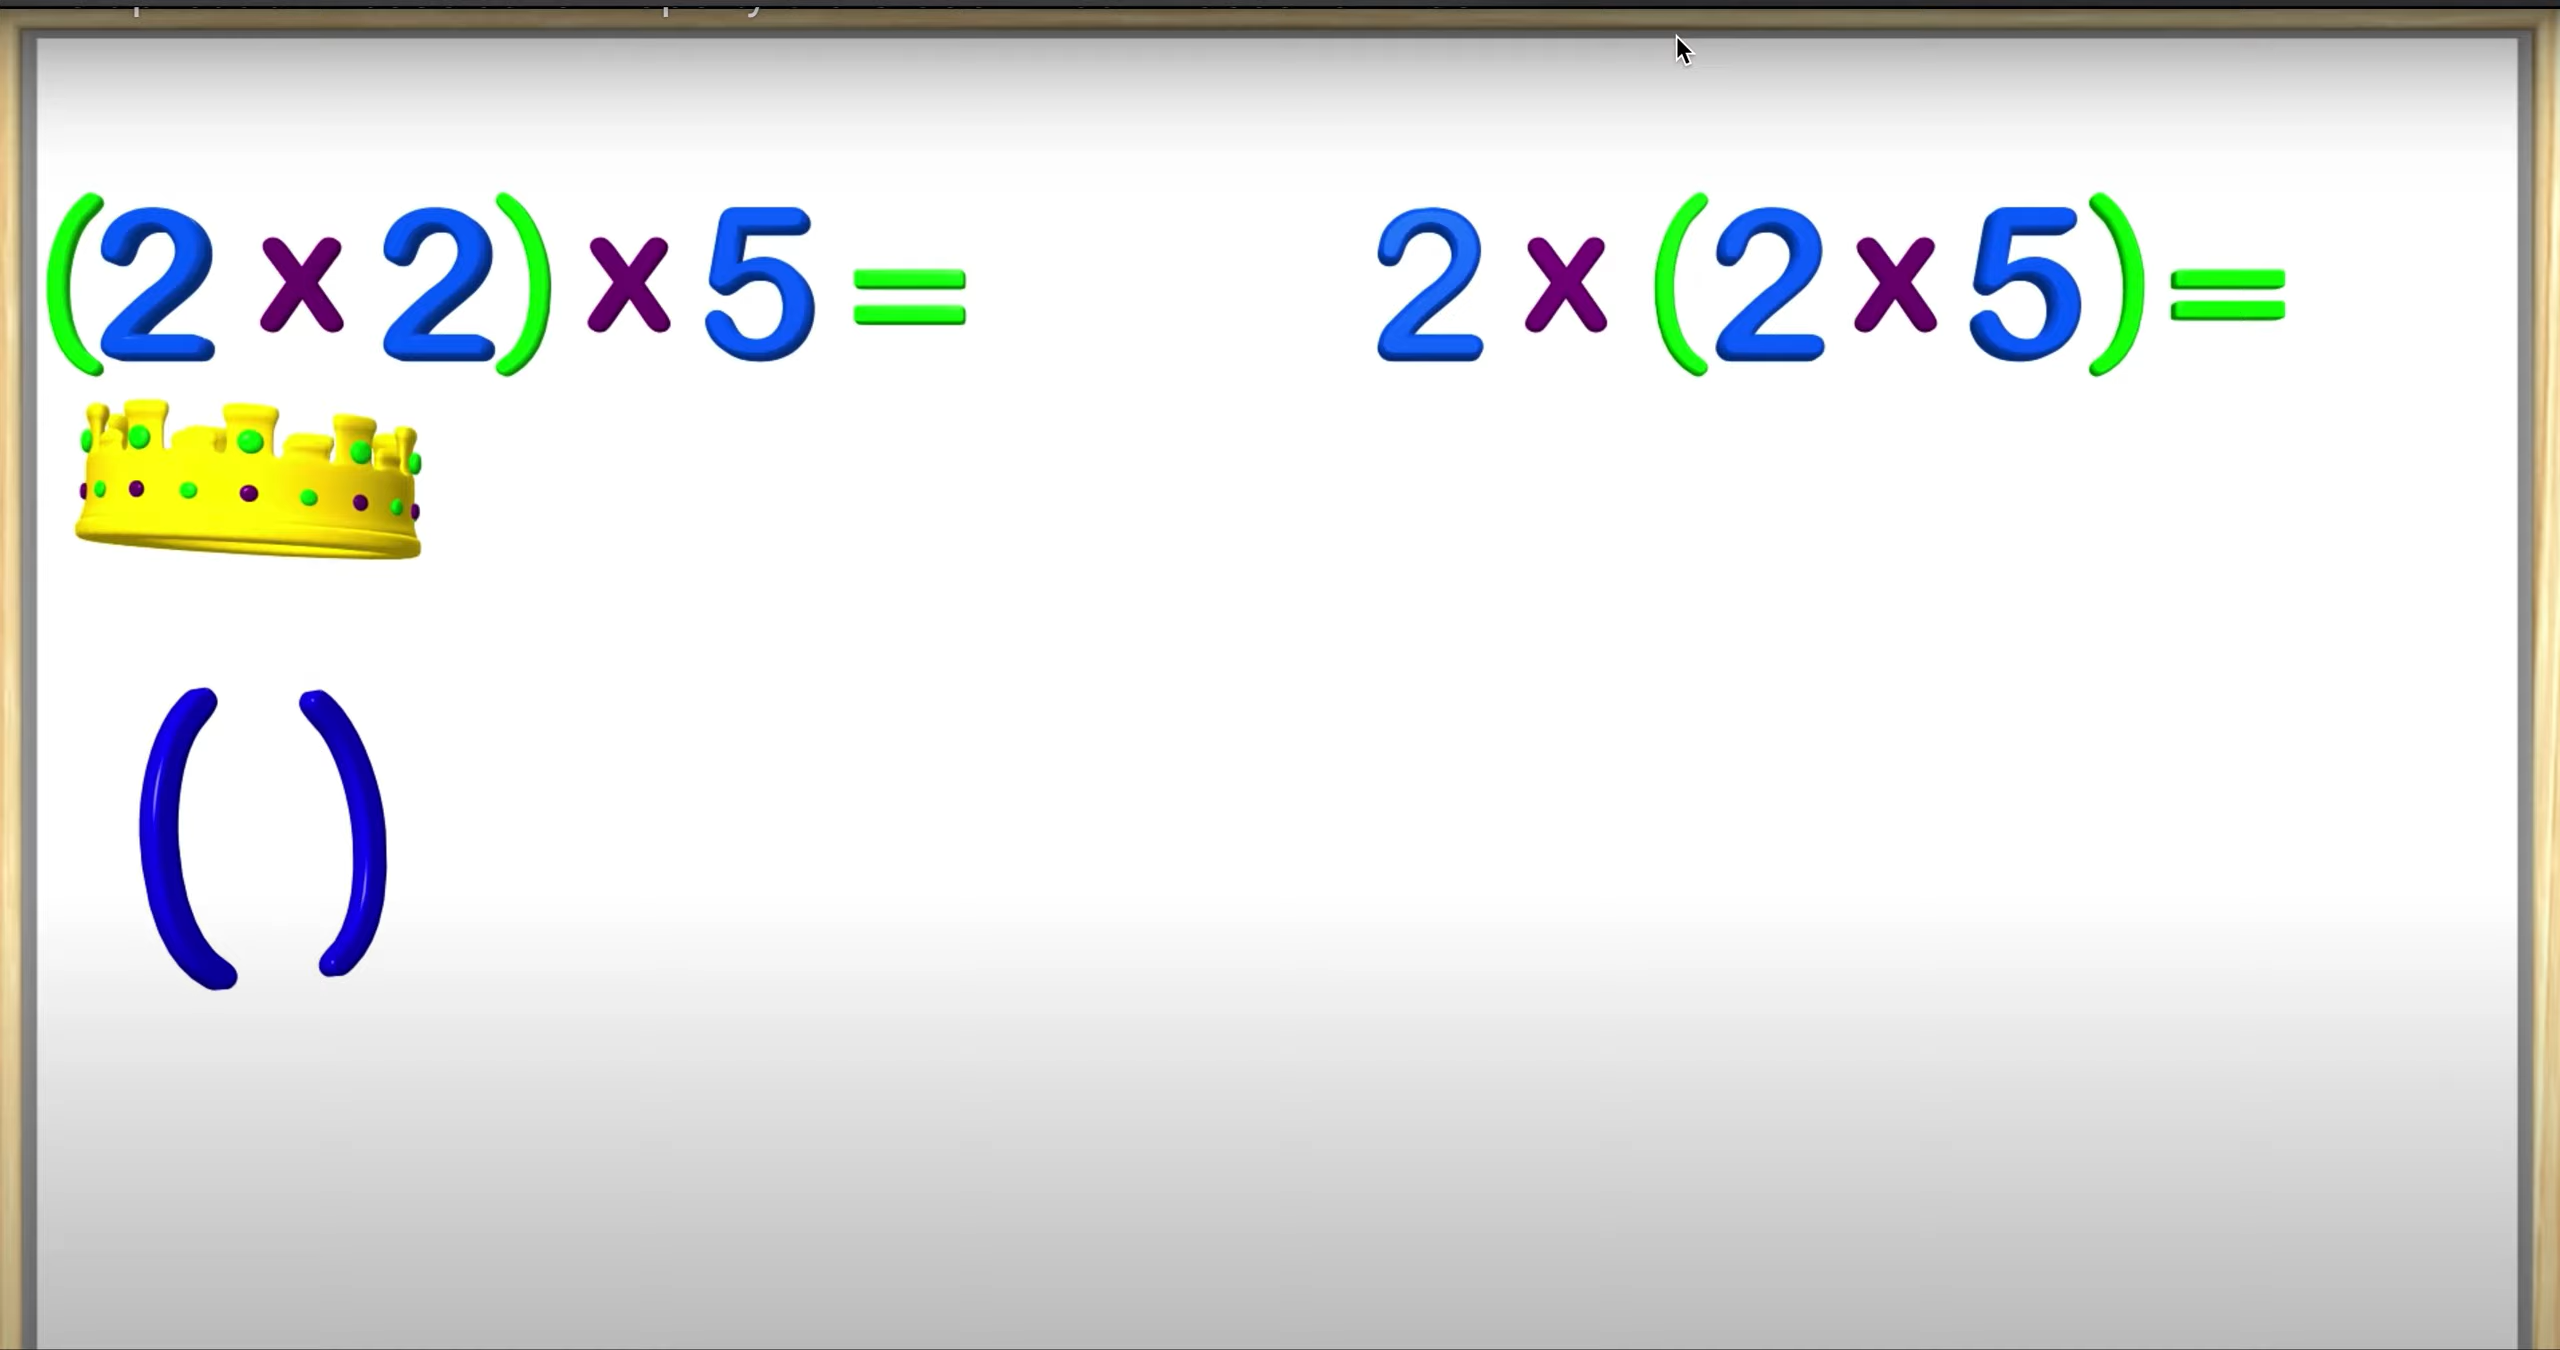 (2 x 2) x 5 = 2 x (2 x 5) =
( )